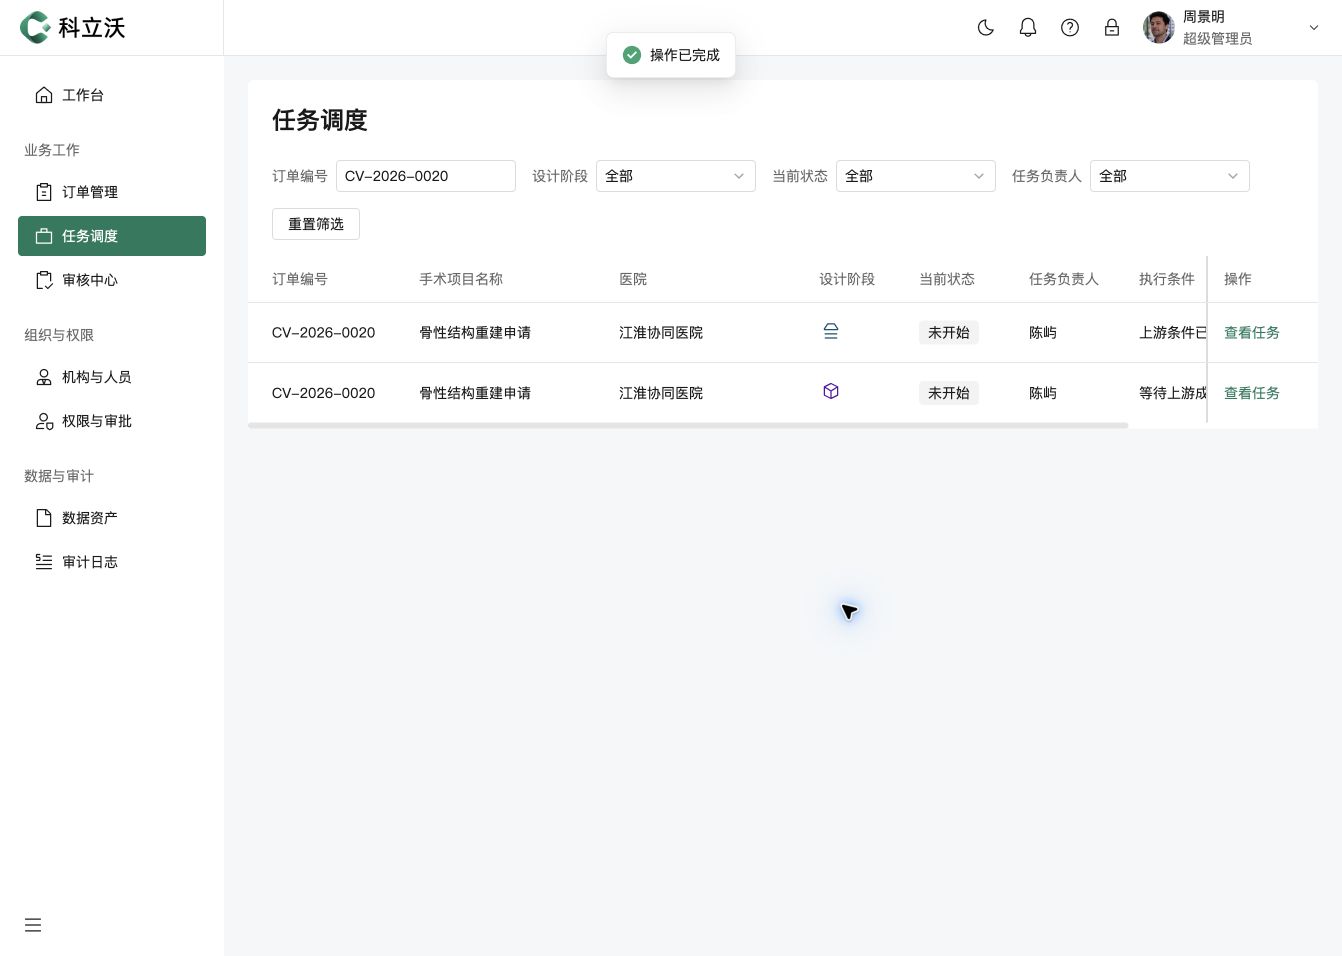 科立沃
周景明
超级管理员
操作已完成
工作台
业务工作
订单管理
任务调度
审核中心
组织与权限
机构与人员
权限与审批
数据与审计
数据资产
审计日志
任务调度
订单编号 CV-2026-0020 设计阶段 全部 当前状态 全部 任务负责人 全部
重置筛选
订单编号 手术项目名称 医院 设计阶段 当前状态 任务负责人 执行条件 操作
CV-2026-0020 骨性结构重建申请 江淮协同医院 未开始 陈屿 上游条件已 查看任务
CV-2026-0020 骨性结构重建申请 江淮协同医院 未开始 陈屿 等待上游成 查看任务